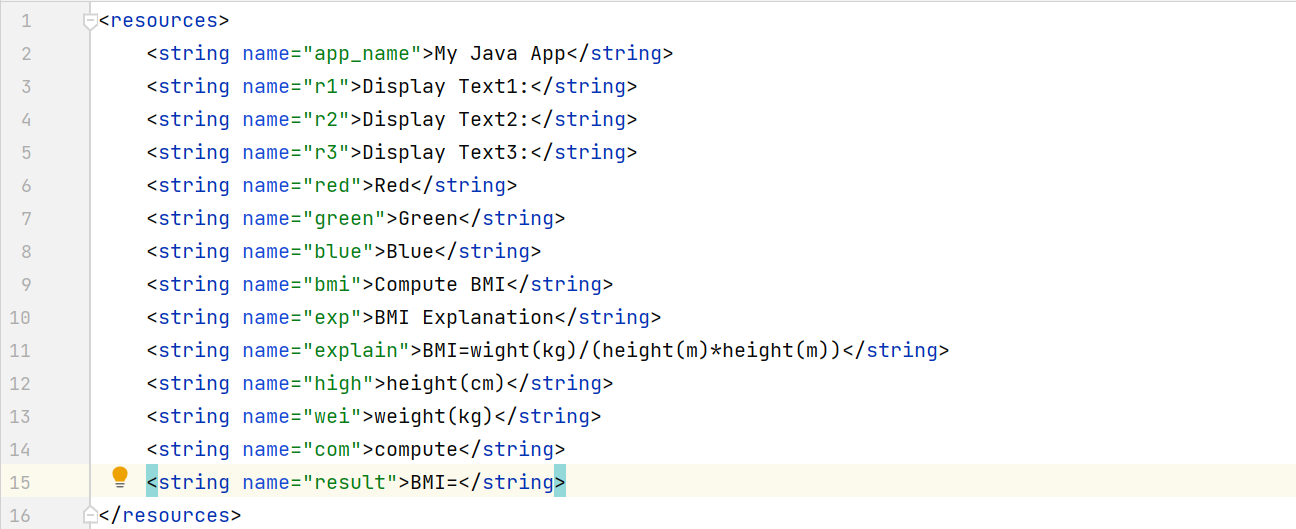 1 <resources>
2 <string name="app_name">My Java App</string>
3 <string name="r1">Display Text1:</string>
4 <string name="r2">Display Text2:</string>
5 <string name="r3">Display Text3:</string>
6 <string name="red">Red</string>
7 <string name="green">Green</string>
8 <string name="blue">Blue</string>
9 <string name="bmi">Compute BMI</string>
10 <string name="exp">BMI Explanation</string>
11 <string name="explain">BMI=wight(kg)/(height(m)*height(m))</string>
12 <string name="high">height(cm)</string>
13 <string name="wei">weight(kg)</string>
14 <string name="com">compute</string>
15 <string name="result">BMI=</string>
16 </resources>